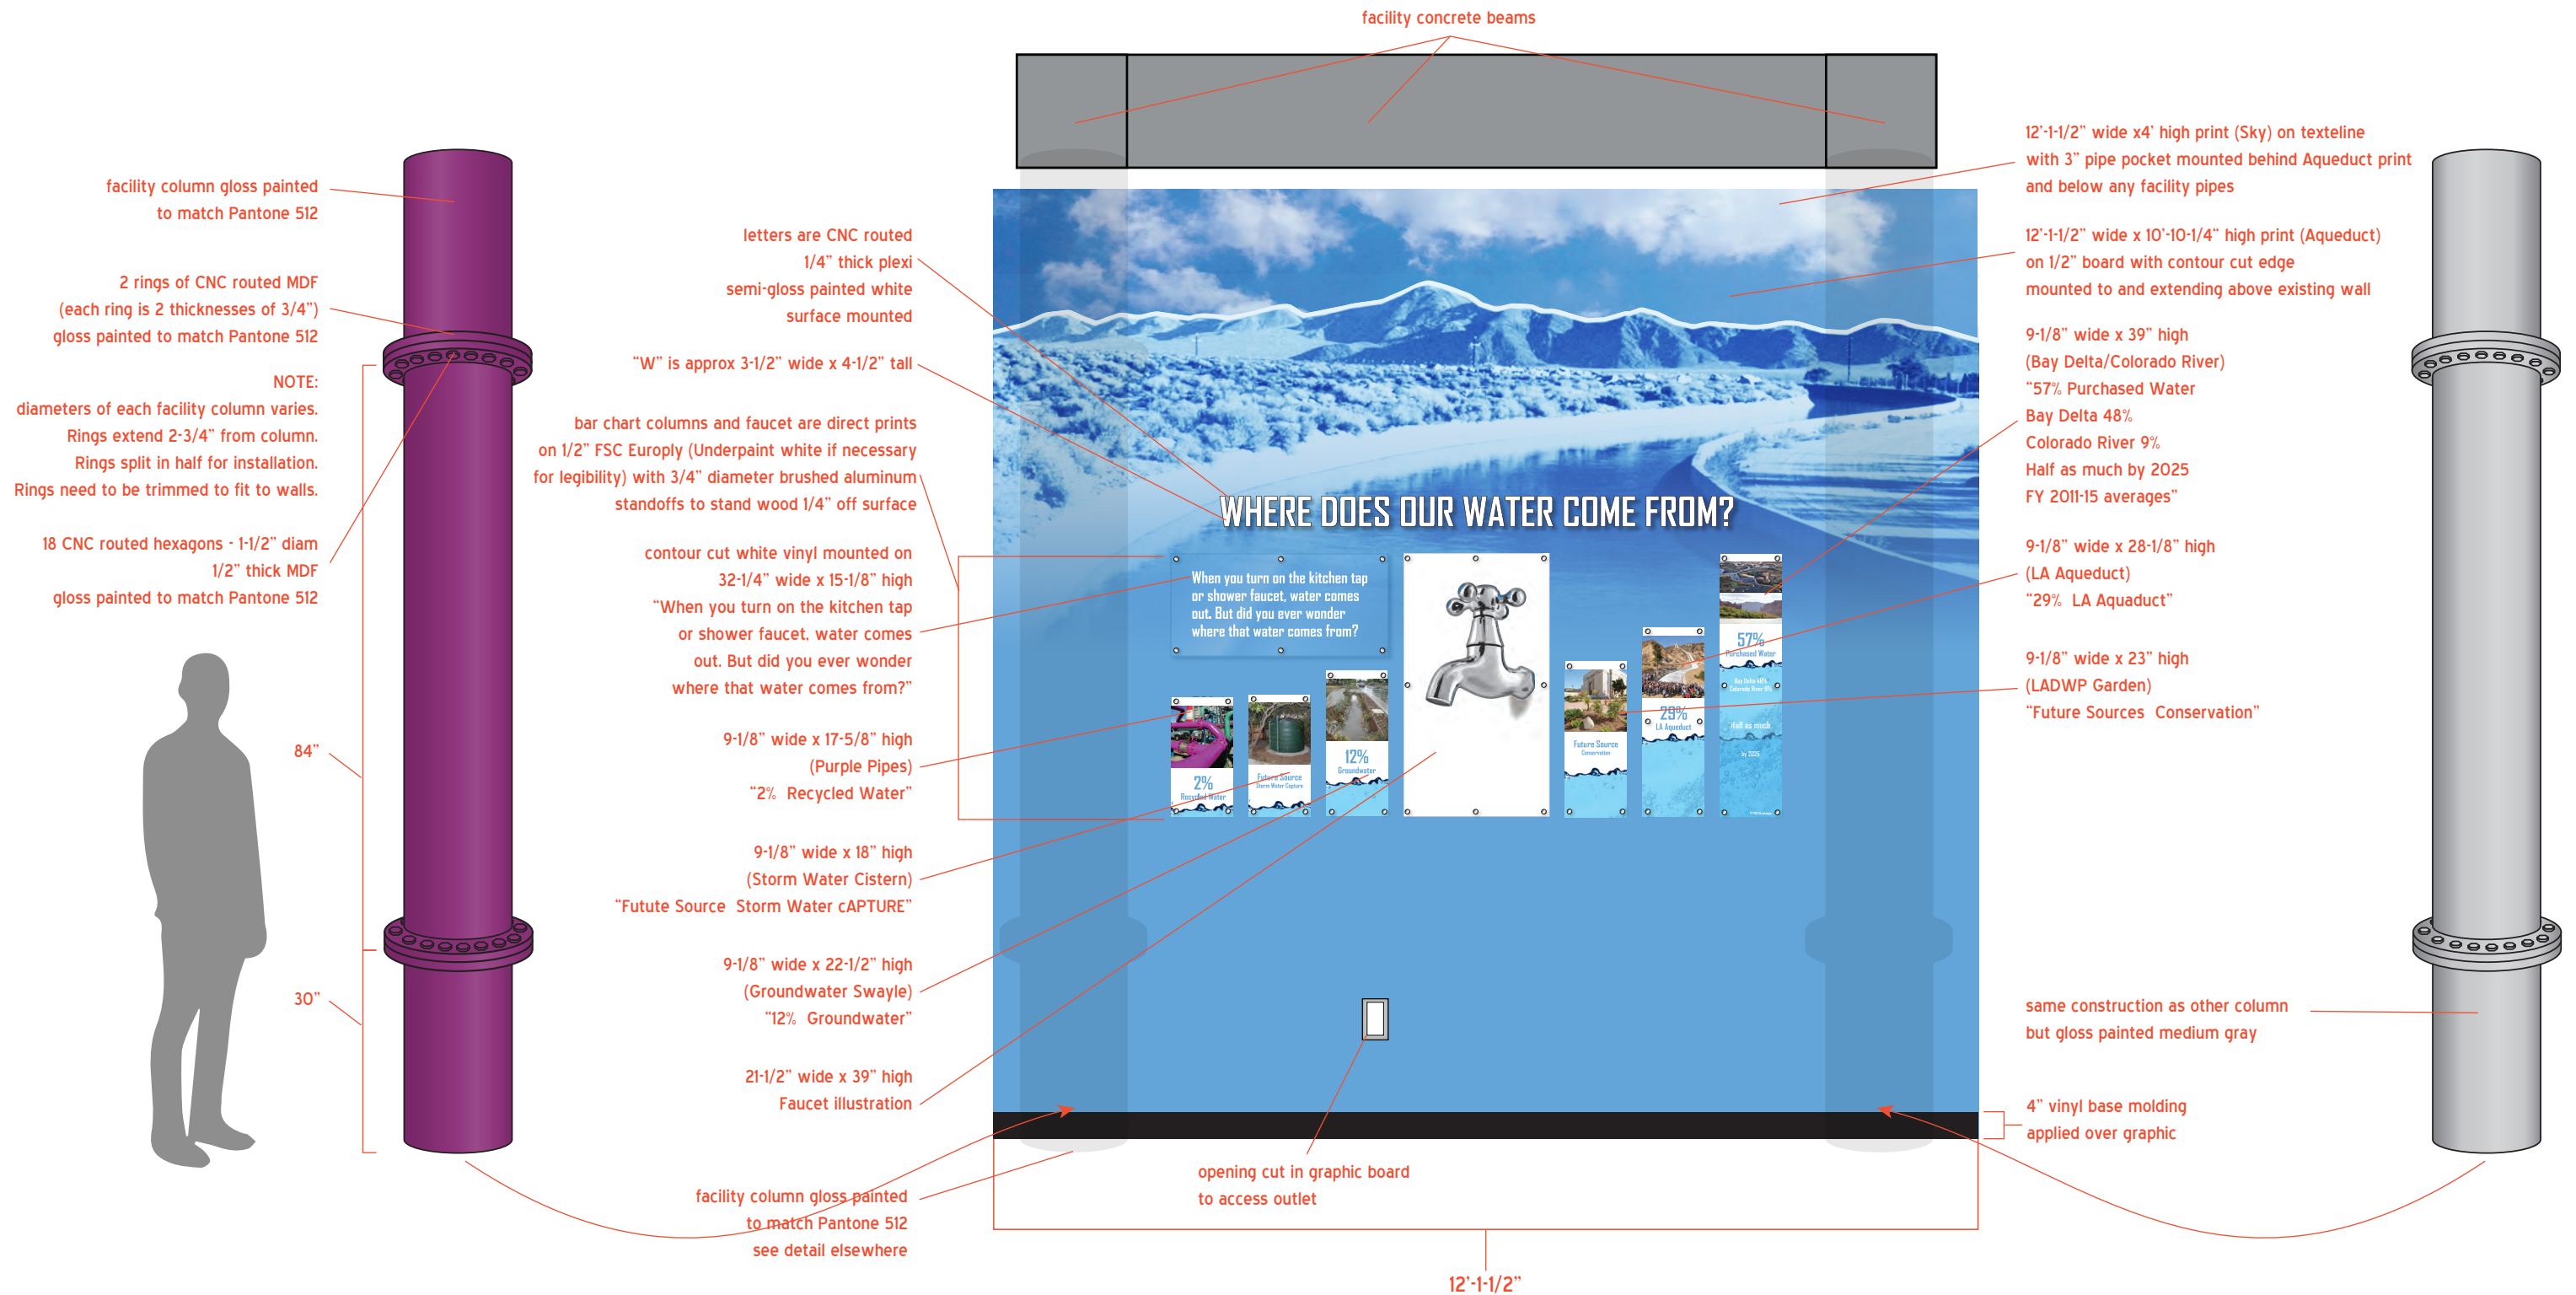 facility concrete beams
facility column gloss painted
to match Pantone 512
2 rings of CNC routed MDF
(each ring is 2 thicknesses of 3/4”)
gloss painted to match Pantone 512
NOTE:
diameters of each facility column varies.
Rings extend 2-3/4” from column.
Rings split in half for installation.
Rings need to be trimmed to fit to walls.
18 CNC routed hexagons - 1-1/2” diam
1/2” thick MDF
gloss painted to match Pantone 512
84”
30”
letters are CNC routed
1/4” thick plexi
semi-gloss painted white
surface mounted
“W” is approx 3-1/2” wide x 4-1/2” tall
bar chart columns and faucet are direct prints
on 1/2” FSC Europly (Underpaint white if necessary
for legibility) with 3/4” diameter brushed aluminum
standoffs to stand wood 1/4” off surface
contour cut white vinyl mounted on
32-1/4” wide x 15-1/8” high
“When you turn on the kitchen tap
or shower faucet, water comes
out. But did you ever wonder
where that water comes from?”
9-1/8” wide x 17-5/8” high
(Purple Pipes)
“2% Recycled Water”
9-1/8” wide x 18” high
(Storm Water Cistern)
“Futute Source Storm Water cAPTURE”
9-1/8” wide x 22-1/2” high
(Groundwater Swayle)
“12% Groundwater”
21-1/2” wide x 39” high
Faucet illustration
facility column gloss painted
to match Pantone 512
see detail elsewhere
WHERE DOES OUR WATER COME FROM?
When you turn on the kitchen tap
or shower faucet, water comes
out. But did you ever wonder
where that water comes from?
2%
Recycled Water
Future Source
Storm Water Capture
12%
Groundwater
Future Source
Conservation
29%
LA Aqueduct
57%
Purchased Water
Bay Delta 48%
Colorado River 9%
Half as much
by 2025
opening cut in graphic board
to access outlet
12’-1-1/2”
12’-1-1/2” wide x4’ high print (Sky) on texteline
with 3” pipe pocket mounted behind Aqueduct print
and below any facility pipes
12’-1-1/2” wide x 10’-10-1/4“ high print (Aqueduct)
on 1/2” board with contour cut edge
mounted to and extending above existing wall
9-1/8” wide x 39” high
(Bay Delta/Colorado River)
“57% Purchased Water
Bay Delta 48%
Colorado River 9%
Half as much by 2025
FY 2011-15 averages”
9-1/8” wide x 28-1/8” high
(LA Aqueduct)
“29% LA Aquaduct”
9-1/8” wide x 23” high
(LADWP Garden)
“Future Sources Conservation”
same construction as other column
but gloss painted medium gray
4” vinyl base molding
applied over graphic